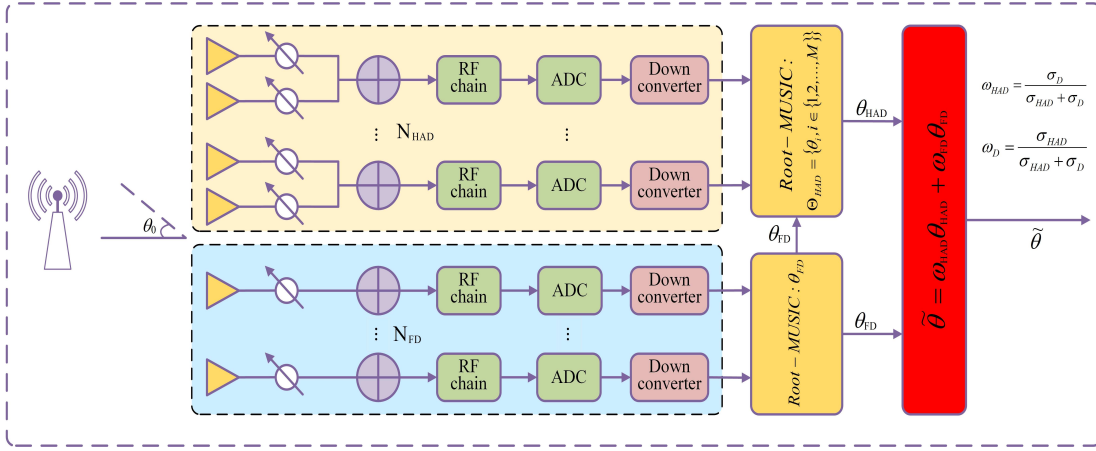 RF
chain
ADC
Down
converter
⋮ N_HAD ⋮
RF
chain
ADC
Down
converter
θ₀
RF
chain
ADC
Down
converter
⋮ N_FD ⋮
RF
chain
ADC
Down
converter
Root − MUSIC :
Θ_HAD = {θ_i, i ∈ {1,2,...,M}}
θ_FD
Root − MUSIC : θ_FD
θ_HAD
θ_FD
θ̃ = ω_HAD θ_HAD + ω_FD θ_FD
ω_HAD = σ_D / (σ_HAD + σ_D)
ω_D = σ_HAD / (σ_HAD + σ_D)
θ̃